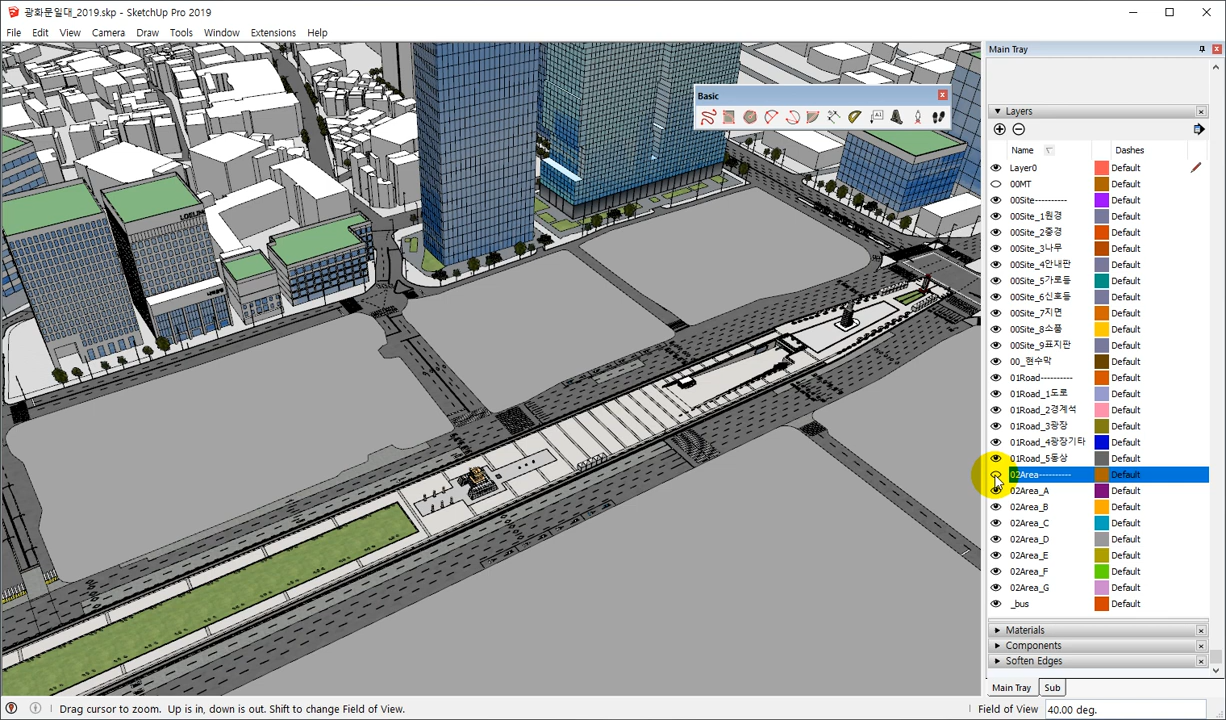 광화문일대_2019.skp - SketchUp Pro 2019
File Edit View Camera Draw Tools Window Extensions Help
Main Tray
Basic
Layers
Name Dashes
Layer0 Default
00MT Default
00Site---------- Default
00Site_1원경 Default
00Site_2중경 Default
00Site_3나무 Default
00Site_4안내판 Default
00Site_5가로등 Default
00Site_6신호등 Default
00Site_7지면 Default
00Site_8소품 Default
00Site_9표지판 Default
00_현수막 Default
01Road---------- Default
01Road_1도로 Default
01Road_2경계석 Default
01Road_3광장 Default
01Road_4광장기타 Default
01Road_5동상 Default
02Area---------- Default
02Area_A Default
02Area_B Default
02Area_C Default
02Area_D Default
02Area_E Default
02Area_F Default
02Area_G Default
_bus Default
Materials
Components
Soften Edges
Main Tray Sub
Drag cursor to zoom. Up is in, down is out. Shift to change Field of View.
Field of View 40.00 deg.